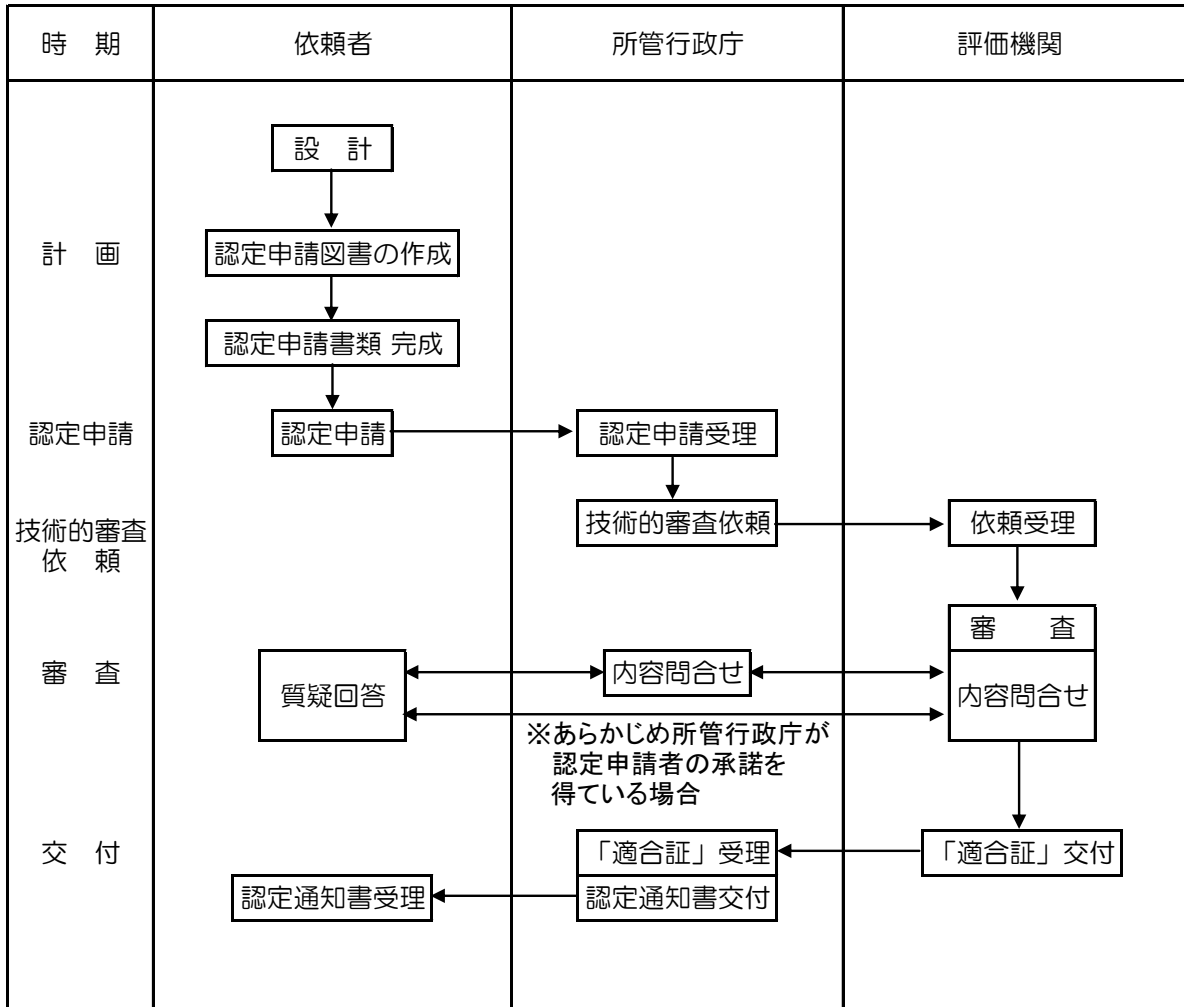 時 期
依頼者
所管行政庁
評価機関
設 計
計 画
認定申請図書の作成
認定申請書類 完成
認定申請
認定申請
認定申請受理
技術的審査
依 頼
技術的審査依頼
依頼受理
審 査
質疑回答
内容問合せ
審 査
内容問合せ
※あらかじめ所管行政庁が
認定申請者の承諾を
得ている場合
交 付
「適合証」受理
「適合証」交付
認定通知書受理
認定通知書交付